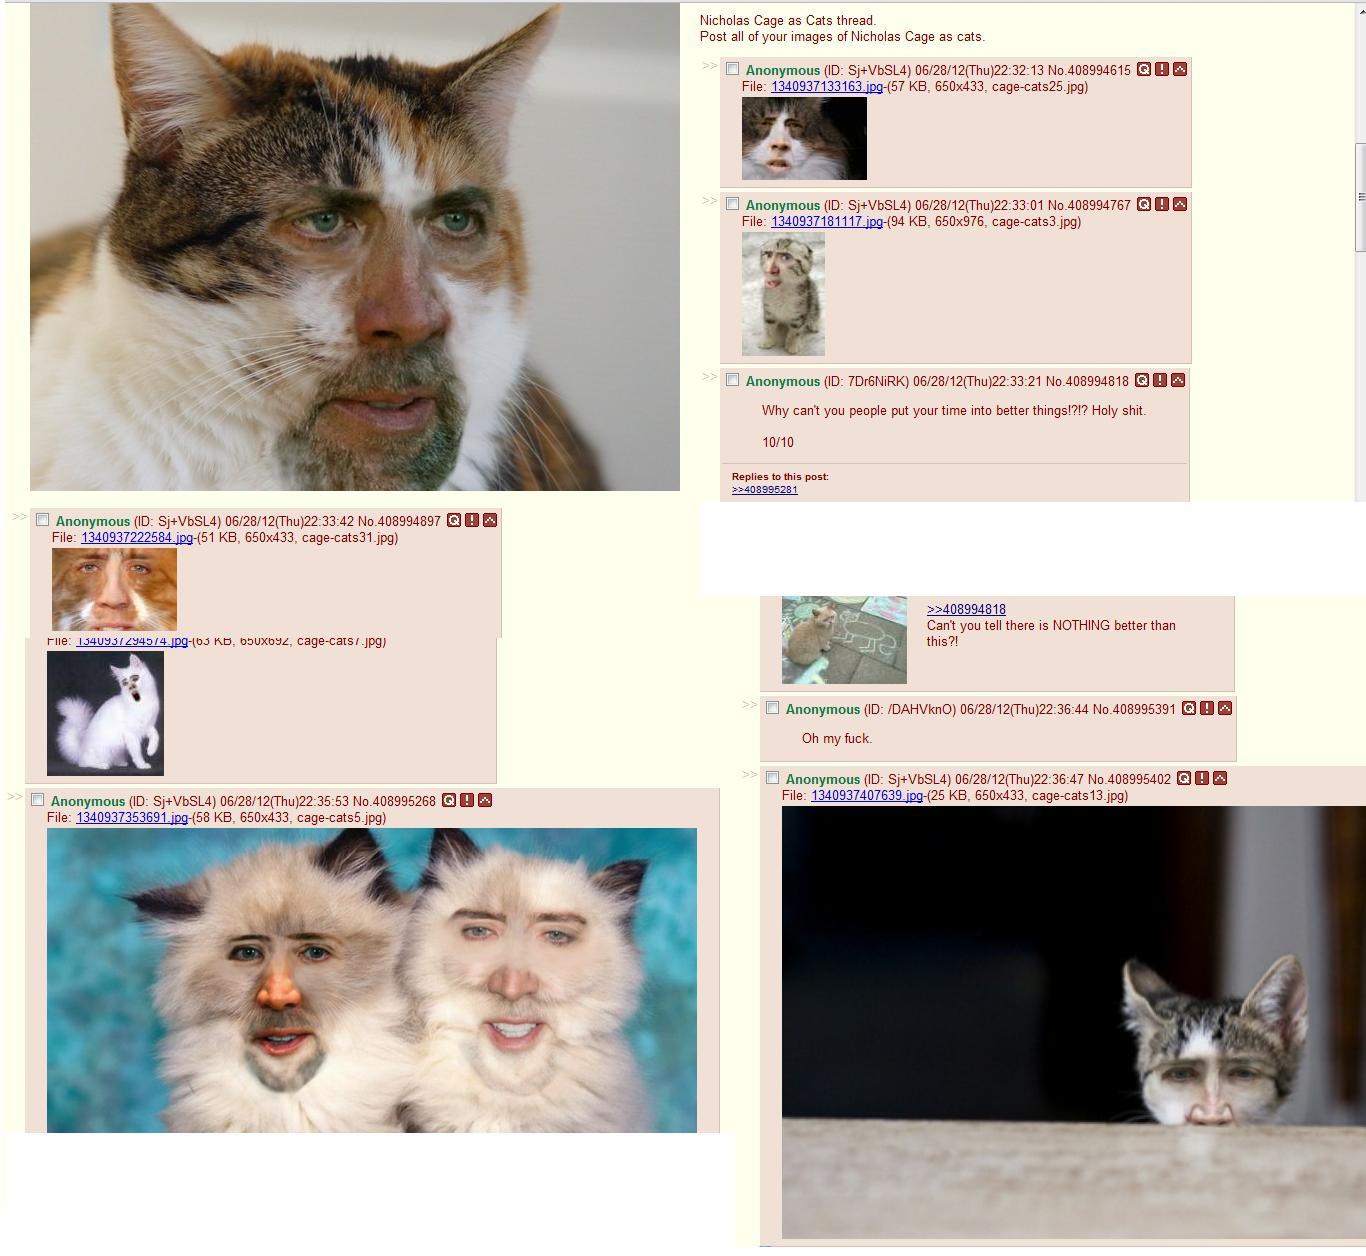 Nicholas Cage as Cats thread.
Post all of your images of Nicholas Cage as cats.
>> Anonymous (ID: Sj+VbSL4) 06/28/12(Thu)22:32:13 No.408994615
File: 1340937133163.jpg-(57 KB, 650x433, cage-cats25.jpg)
>> Anonymous (ID: Sj+VbSL4) 06/28/12(Thu)22:33:01 No.408994767
File: 1340937181117.jpg-(94 KB, 650x976, cage-cats3.jpg)
>> Anonymous (ID: 7Dr6NiRK) 06/28/12(Thu)22:33:21 No.408994818
Why can't you people put your time into better things!?!? Holy shit.
10/10
Replies to this post:
>>408995281
>> Anonymous (ID: Sj+VbSL4) 06/28/12(Thu)22:33:42 No.408994897
File: 1340937222584.jpg-(51 KB, 650x433, cage-cats31.jpg)
File: 1340937294574.jpg-(63 KB, 650x692, cage-cats7.jpg)
>> Anonymous (ID: Sj+VbSL4) 06/28/12(Thu)22:35:53 No.408995268
File: 1340937353691.jpg-(58 KB, 650x433, cage-cats5.jpg)
>>408994818
Can't you tell there is NOTHING better than
this?!
>> Anonymous (ID: /DAHVknO) 06/28/12(Thu)22:36:44 No.408995391
Oh my fuck.
>> Anonymous (ID: Sj+VbSL4) 06/28/12(Thu)22:36:47 No.408995402
File: 1340937407639.jpg-(25 KB, 650x433, cage-cats13.jpg)